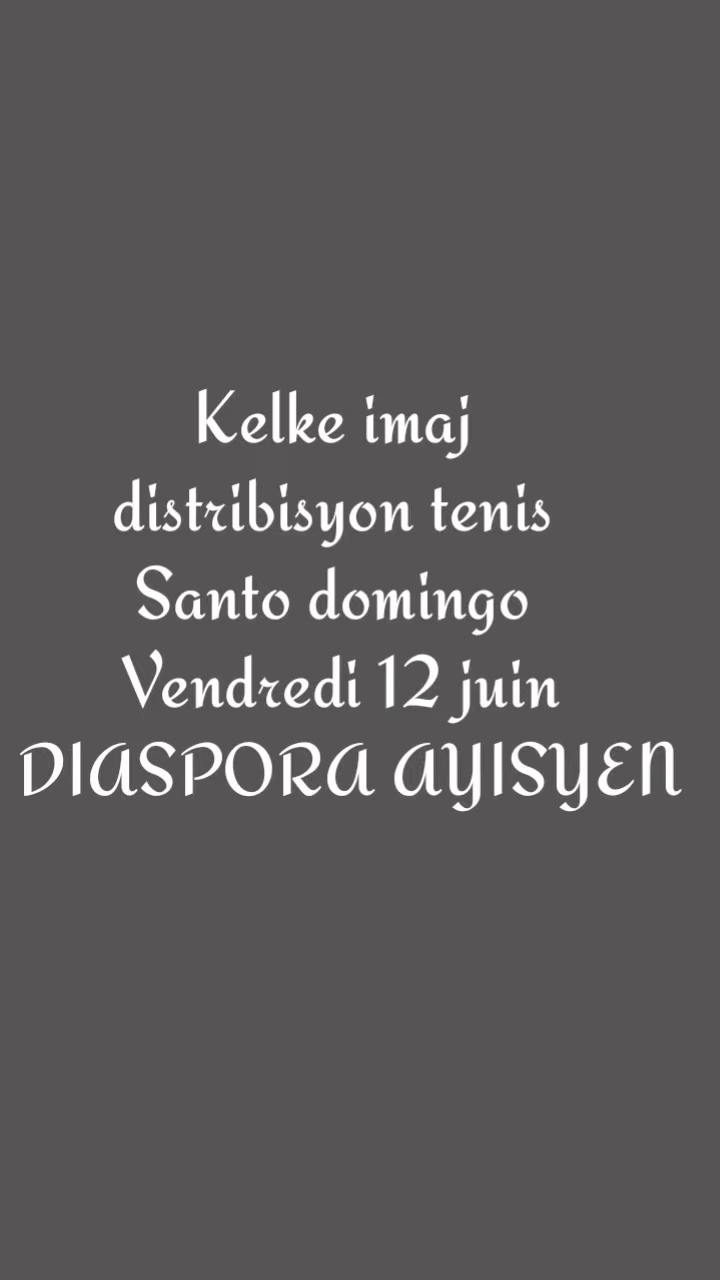 Kelke imaj
distribisyon tenis
Santo domingo
Vendredi 12 juin
DIASPORA AYISYEN